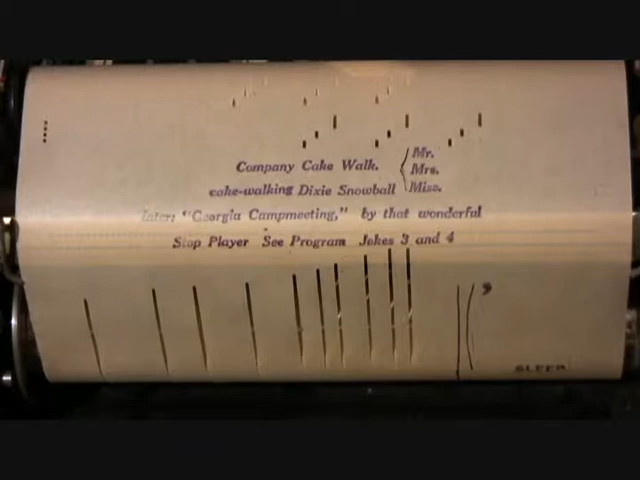 Company Cake Walk. { Mr.
Mrs.
cake-walking Dixie Snowball Miss.
Inter: "Georgia Campmeeting," by that wonderful
Stop Player See Program Jokes 3 and 4